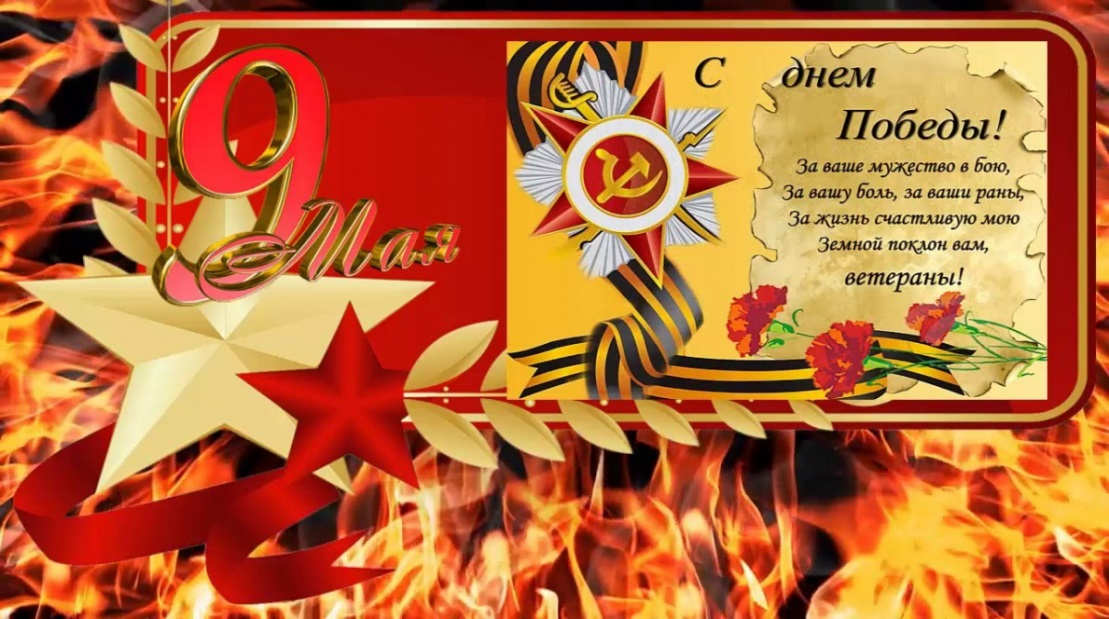 9
Мая
С днем
Победы!
За ваше мужество в бою,
За вашу боль, за ваши раны,
За жизнь счастливую мою
Земной поклон вам,
ветераны!